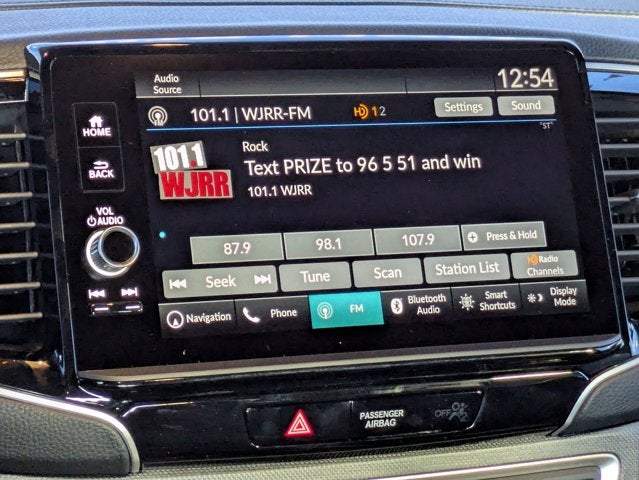 Audio
Source
12:54
FM
101.1 | WJRR-FM
HD 1 2
Settings
Sound
"ST"
HOME
BACK
VOL
AUDIO
101.1
WJRR
Rock
Text PRIZE to 96 5 51 and win
101.1 WJRR
87.9
98.1
107.9
Press & Hold
Seek
Tune
Scan
Station List
HD Radio
Channels
Navigation
Phone
FM
Bluetooth
Audio
Smart
Shortcuts
Display
Mode
PASSENGER
AIRBAG
OFF